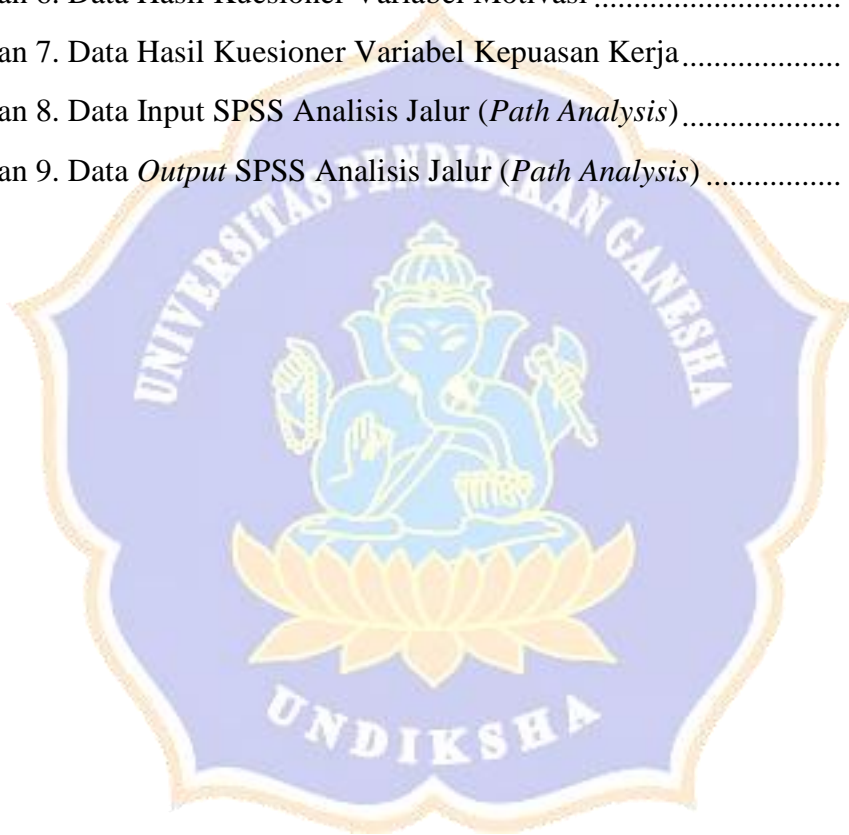 an 6. Data Hasil Kuesioner Variabel Motivasi ..............................
an 7. Data Hasil Kuesioner Variabel Kepuasan Kerja ...................
an 8. Data Input SPSS Analisis Jalur (Path Analysis) ...................
an 9. Data Output SPSS Analisis Jalur (Path Analysis) ................
UNIVERSITAS PENDIDIKAN GANESHA
UNDIKSHA